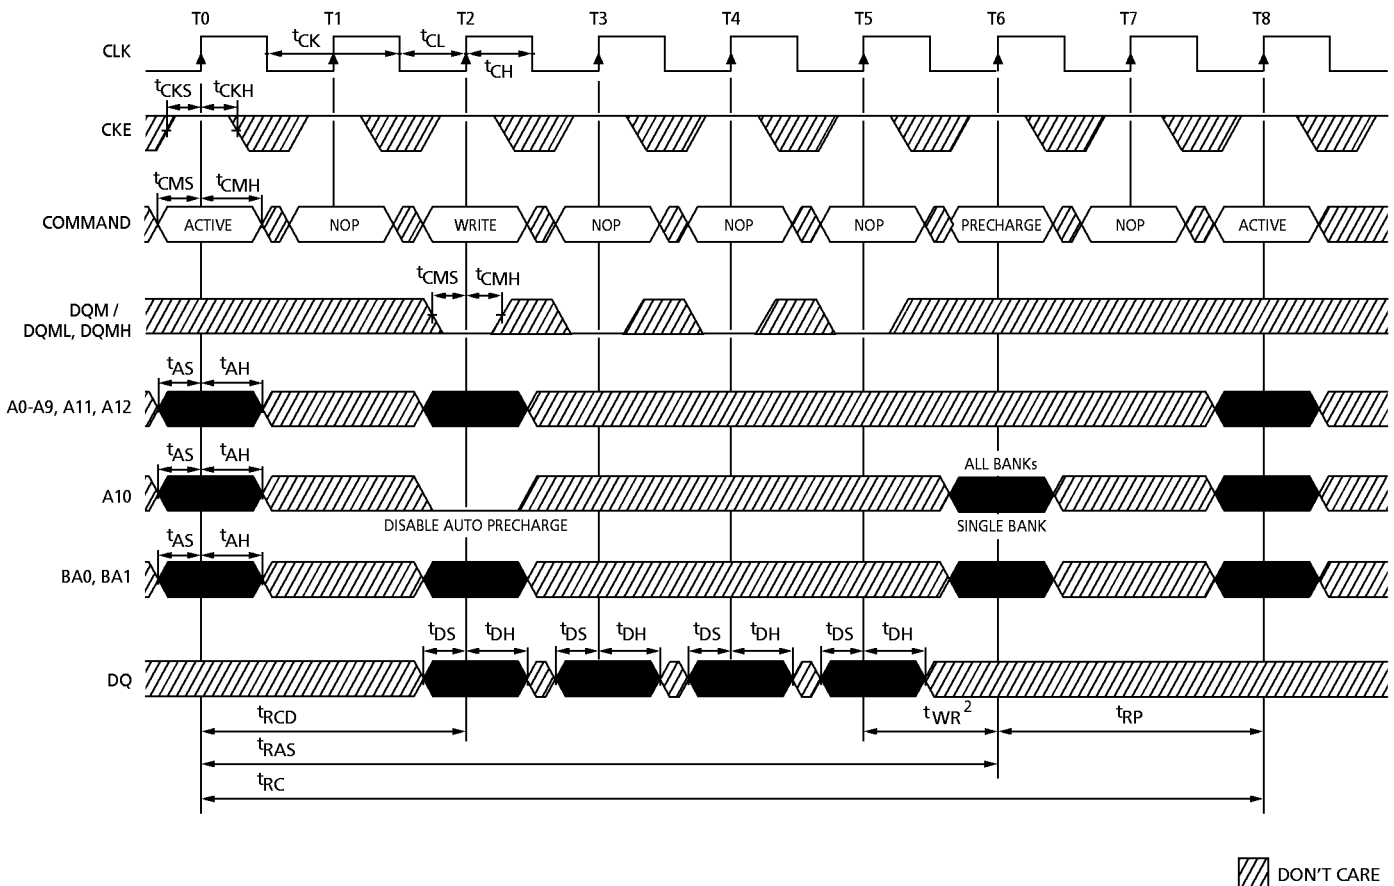 T0 T1 T2 T3 T4 T5 T6 T7 T8
CLK
tCK tCL
tCH
tCKS tCKH
CKE
tCMS tCMH
COMMAND ACTIVE NOP WRITE NOP NOP NOP PRECHARGE NOP ACTIVE
tCMS tCMH
DQM /
DQML, DQMH
tAS tAH
A0-A9, A11, A12
tAS tAH
ALL BANKs
A10
DISABLE AUTO PRECHARGE SINGLE BANK
tAS tAH
BA0, BA1
tDS tDH tDS tDH tDS tDH tDS tDH
DQ
tRCD tWR2 tRP
tRAS
tRC
DON'T CARE